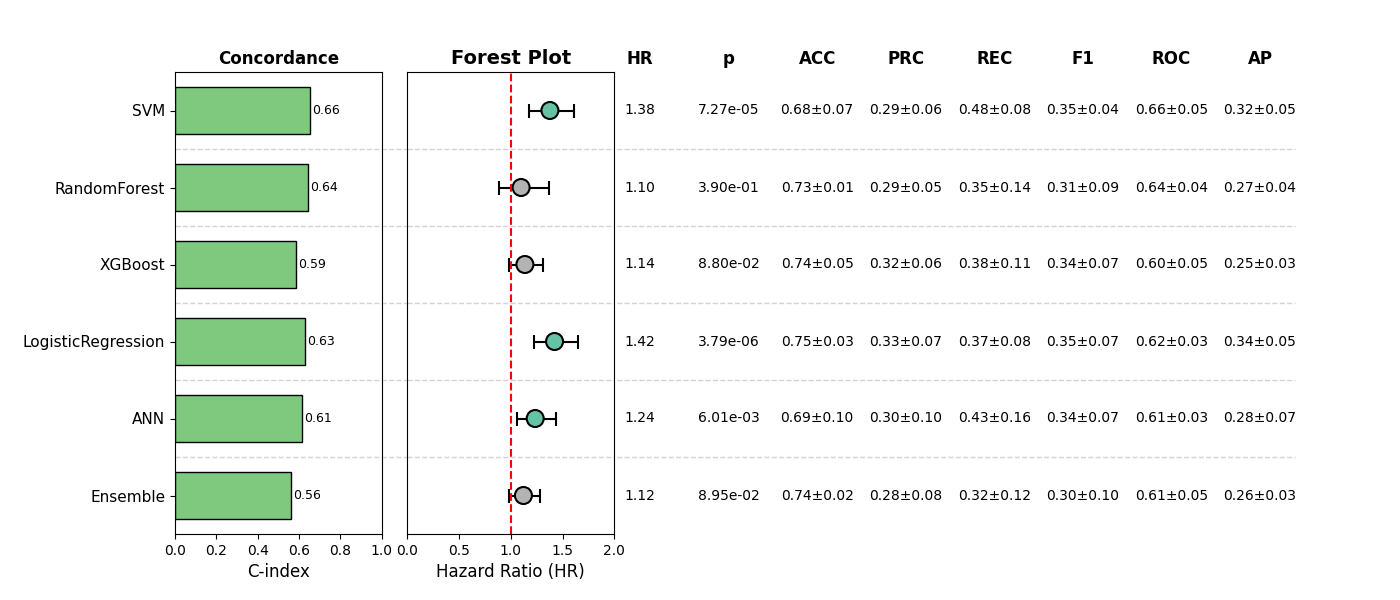 Concordance Forest Plot HR p ACC PRC REC F1 ROC AP
SVM 0.66 1.38 7.27e-05 0.68±0.07 0.29±0.06 0.48±0.08 0.35±0.04 0.66±0.05 0.32±0.05
RandomForest 0.64 1.10 3.90e-01 0.73±0.01 0.29±0.05 0.35±0.14 0.31±0.09 0.64±0.04 0.27±0.04
XGBoost 0.59 1.14 8.80e-02 0.74±0.05 0.32±0.06 0.38±0.11 0.34±0.07 0.60±0.05 0.25±0.03
LogisticRegression 0.63 1.42 3.79e-06 0.75±0.03 0.33±0.07 0.37±0.08 0.35±0.07 0.62±0.03 0.34±0.05
ANN 0.61 1.24 6.01e-03 0.69±0.10 0.30±0.10 0.43±0.16 0.34±0.07 0.61±0.03 0.28±0.07
Ensemble 0.56 1.12 8.95e-02 0.74±0.02 0.28±0.08 0.32±0.12 0.30±0.10 0.61±0.05 0.26±0.03
0.0 0.2 0.4 0.6 0.8 1.0 0.0 0.5 1.0 1.5 2.0
C-index Hazard Ratio (HR)